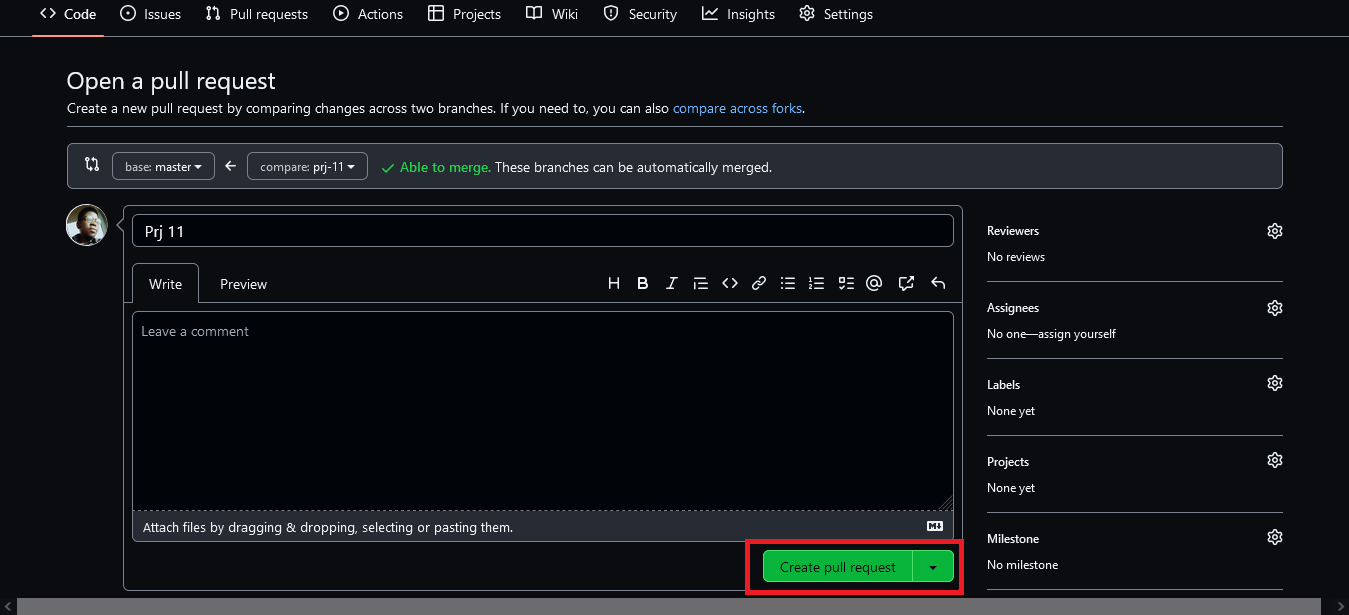 Code Issues Pull requests Actions Projects Wiki Security Insights Settings
Open a pull request
Create a new pull request by comparing changes across two branches. If you need to, you can also compare across forks.
base: master compare: prj-11 Able to merge. These branches can be automatically merged.
Prj 11
Write Preview
Leave a comment
Attach files by dragging & dropping, selecting or pasting them.
Create pull request
Reviewers
No reviews
Assignees
No one—assign yourself
Labels
None yet
Projects
None yet
Milestone
No milestone